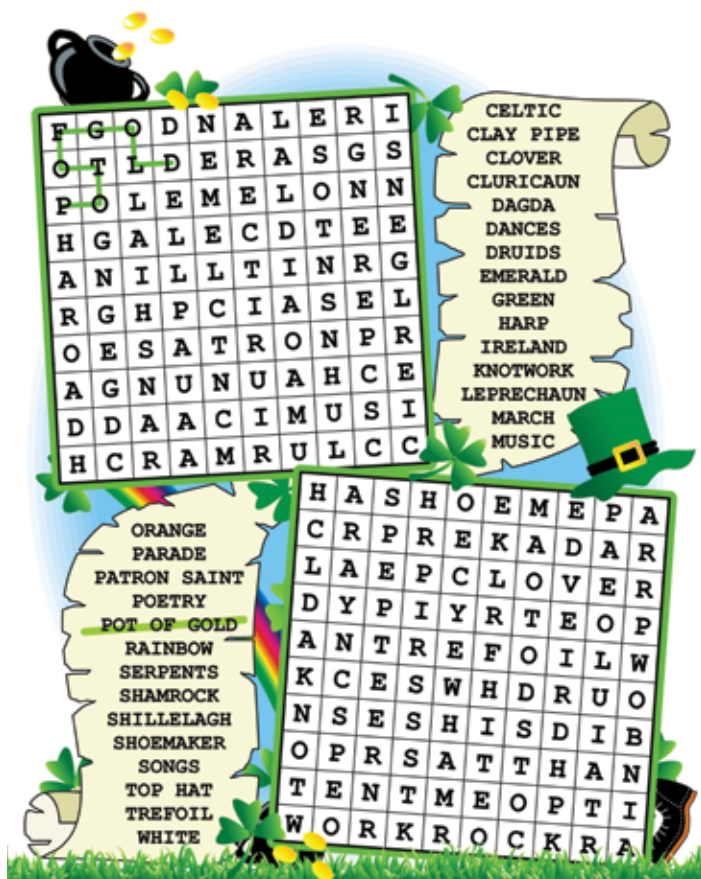 F G O D N A L E R I
O T L D E R A S G S
P O L E M E L O N N
H G A L E C D T E E
A N I L L T I N R G
R G H P C I A S E L
O E S A T R O N P R
A G N U N U A H C E
D D A A C I M U S I
H C R A M R U L C C
CELTIC
CLAY PIPE
CLOVER
CLURICAUN
DAGDA
DANCES
DRUIDS
EMERALD
GREEN
HARP
IRELAND
KNOTWORK
LEPRECHAUN
MARCH
MUSIC
ORANGE
PARADE
PATRON SAINT
POETRY
POT OF GOLD
RAINBOW
SERPENTS
SHAMROCK
SHILLELAGH
SHOEMAKER
SONGS
TOP HAT
TREFOIL
WHITE
H A S H O E M E P A
C R P R E K A D A R
L A E P C L O V E R
D Y P I Y R T E O P
A N T R E F O I L W
K C E S W H D R U O
N S E S H I S D I B
O P R S A T T H A N
T E N T M E O P T I
W O R K R O C K R A